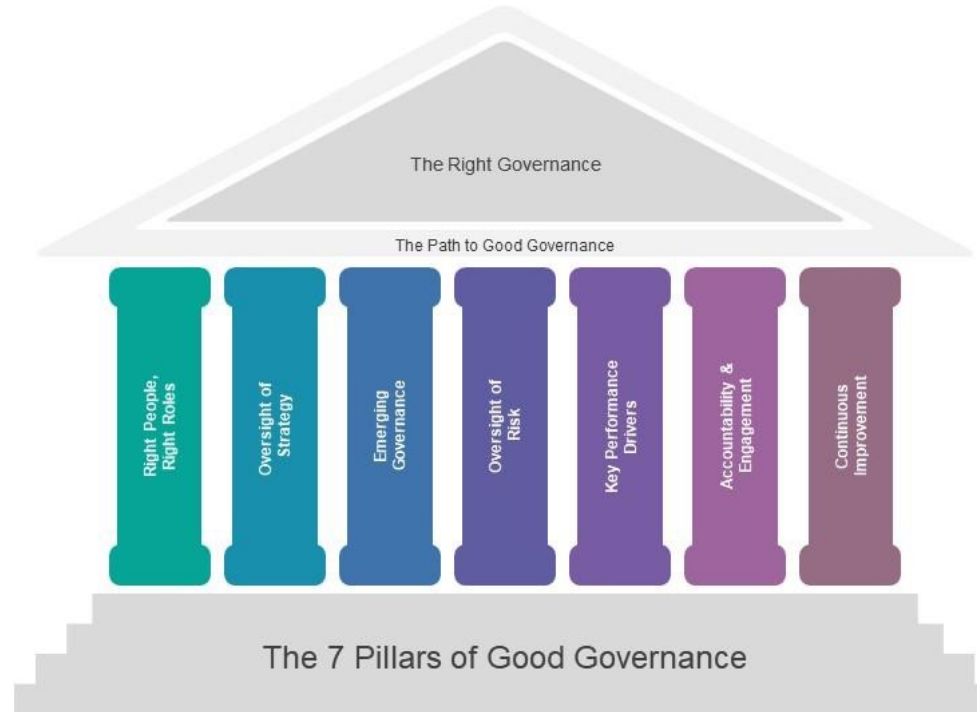 The Right Governance
The Path to Good Governance
Right People,
Right Roles
Oversight of
Strategy
Emerging
Governance
Oversight of
Risk
Key Performance
Drivers
Accountability &
Engagement
Continuous
Improvement
The 7 Pillars of Good Governance